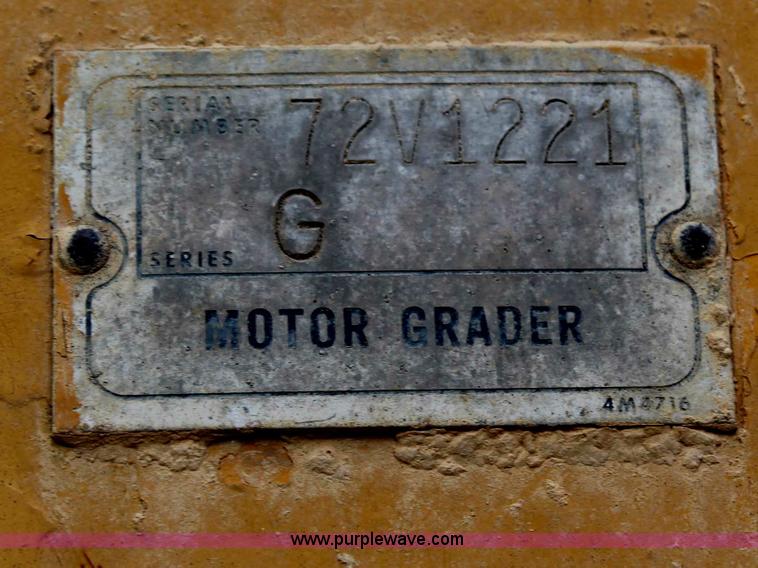 SERIAL
NUMBER 72V1221
SERIES G
MOTOR GRADER
4M4716
www.purplewave.com